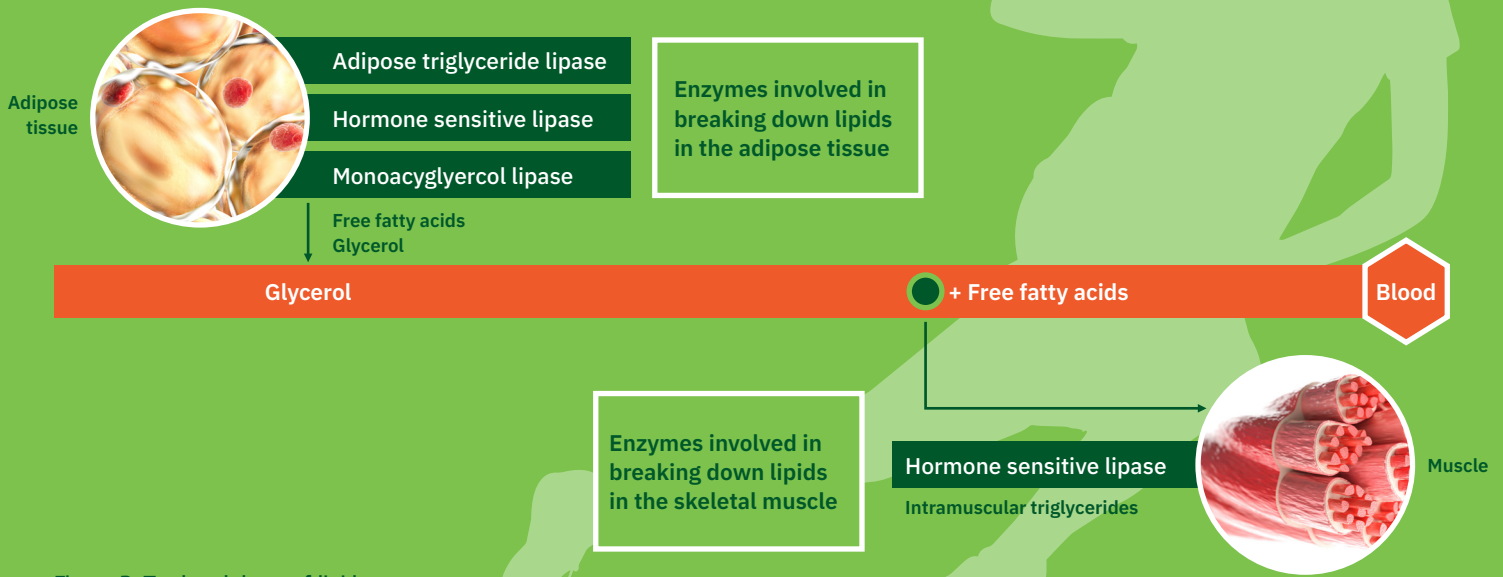 Adipose
tissue
Adipose triglyceride lipase
Hormone sensitive lipase
Monoacyglyercol lipase
Enzymes involved in
breaking down lipids
in the adipose tissue
Free fatty acids
Glycerol
Glycerol
+ Free fatty acids
Blood
Enzymes involved in
breaking down lipids
in the skeletal muscle
Hormone sensitive lipase
Intramuscular triglycerides
Muscle